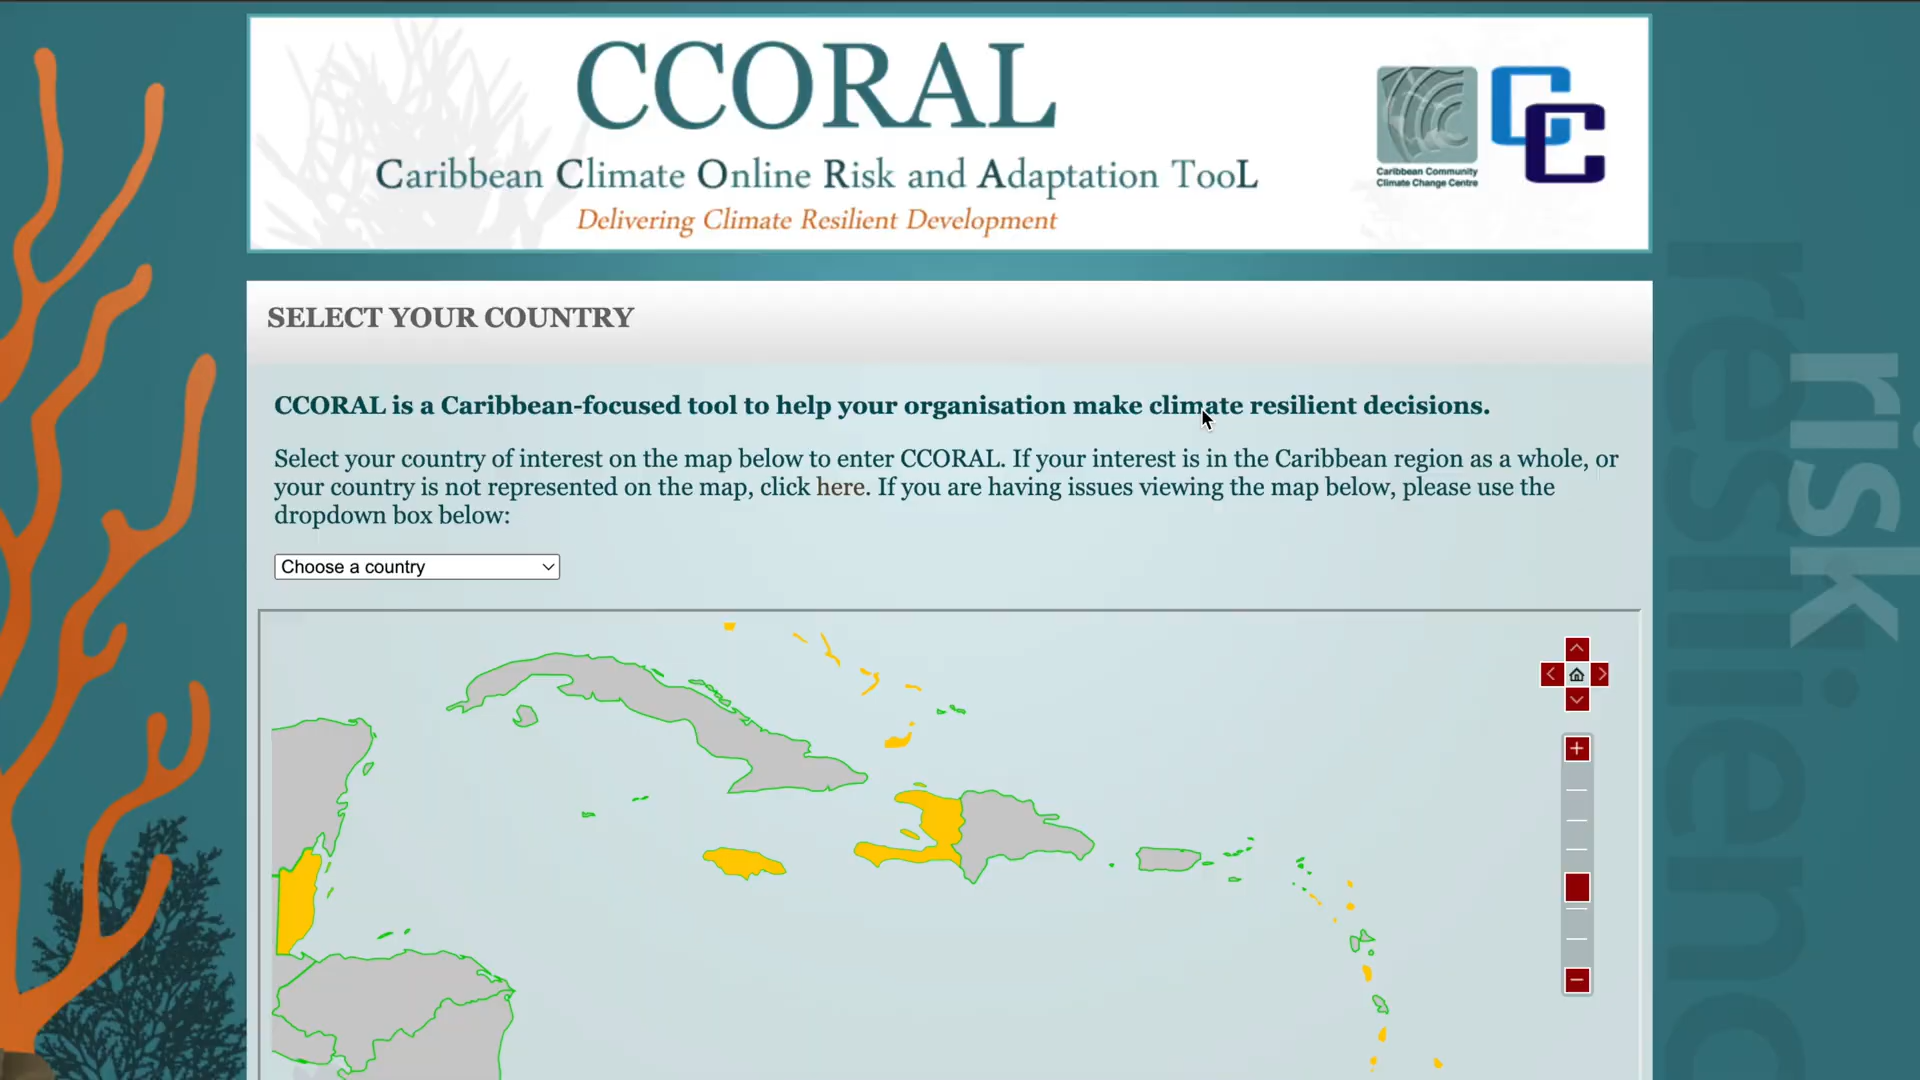 CCORAL
Caribbean Climate Online Risk and Adaptation TooL
Delivering Climate Resilient Development
Caribbean Community
Climate Change Centre
CC
SELECT YOUR COUNTRY
CCORAL is a Caribbean-focused tool to help your organisation make climate resilient decisions.
Select your country of interest on the map below to enter CCORAL. If your interest is in the Caribbean region as a whole, or
your country is not represented on the map, click here. If you are having issues viewing the map below, please use the
dropdown box below:
Choose a country
risk